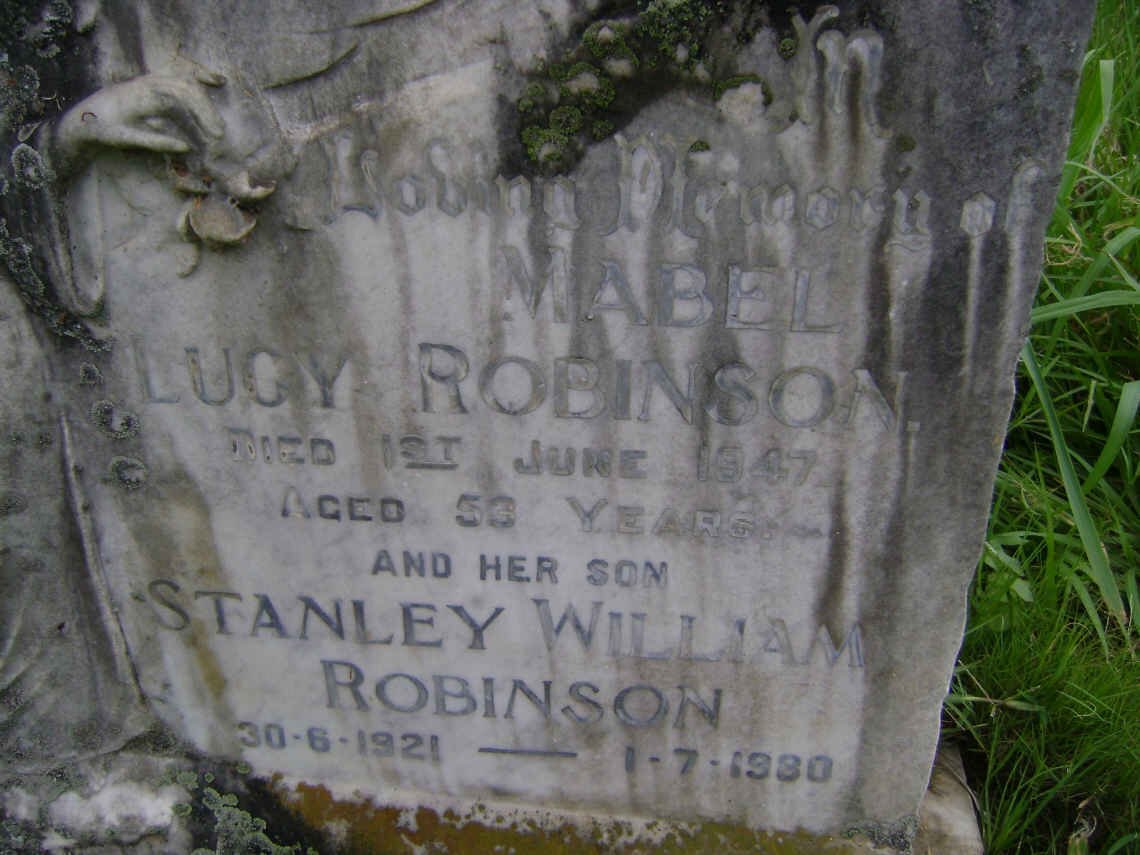 In
Loving Memory of
MABEL
LUCY ROBINSON.
DIED 1ST JUNE 1947
AGED 53 YEARS.
AND HER SON
STANLEY WILLIAM
ROBINSON
30-6-1921 — 1-7-1980